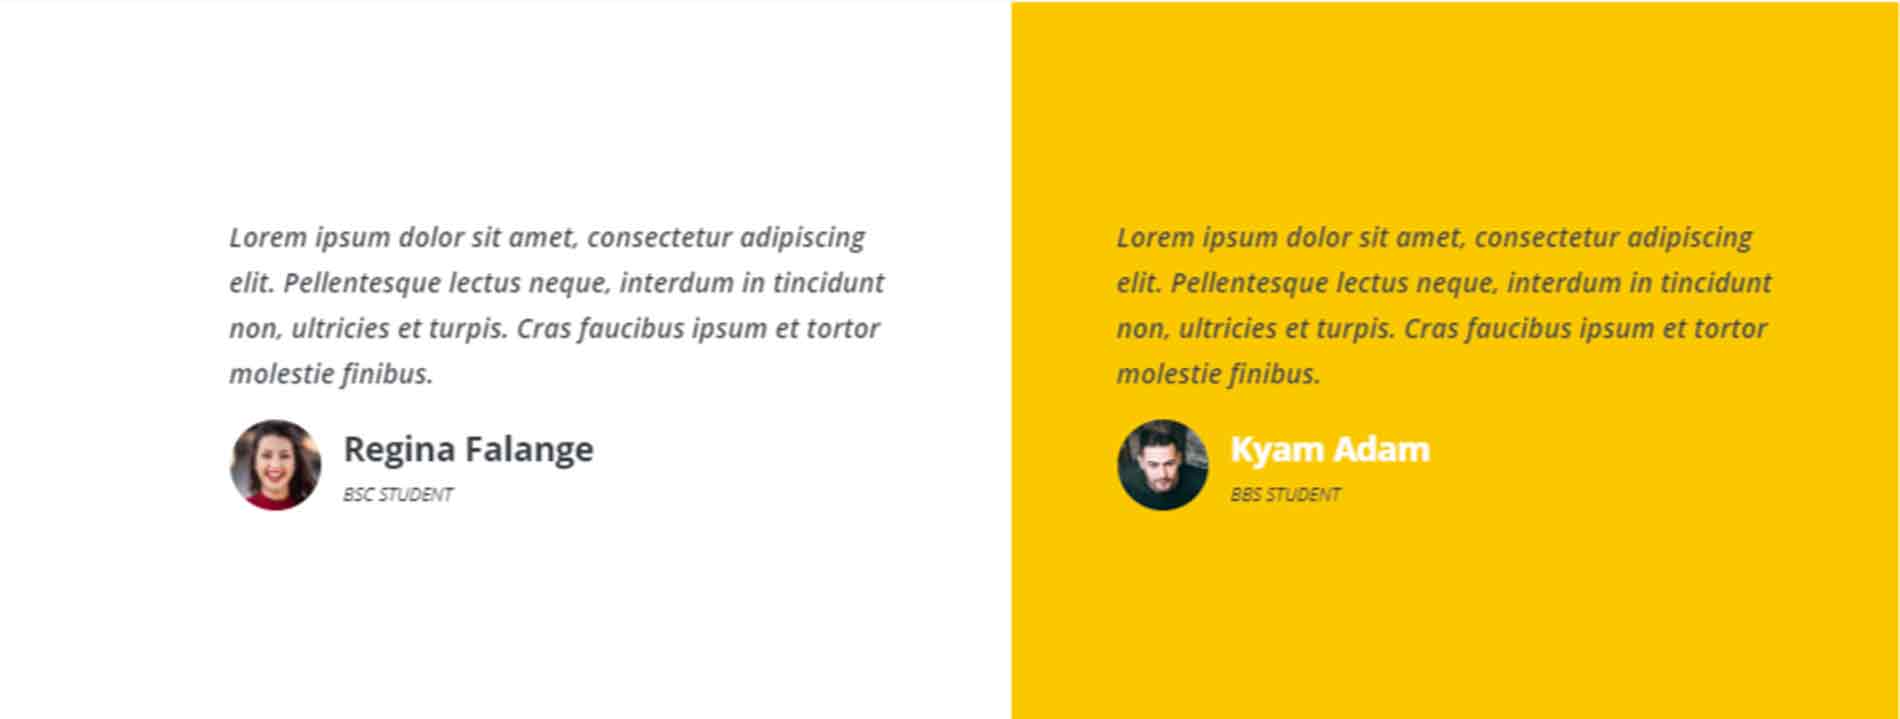 Lorem ipsum dolor sit amet, consectetur adipiscing
elit. Pellentesque lectus neque, interdum in tincidunt
non, ultricies et turpis. Cras faucibus ipsum et tortor
molestie finibus.
Regina Falange
BSC STUDENT
Lorem ipsum dolor sit amet, consectetur adipiscing
elit. Pellentesque lectus neque, interdum in tincidunt
non, ultricies et turpis. Cras faucibus ipsum et tortor
molestie finibus.
Kyam Adam
BBS STUDENT